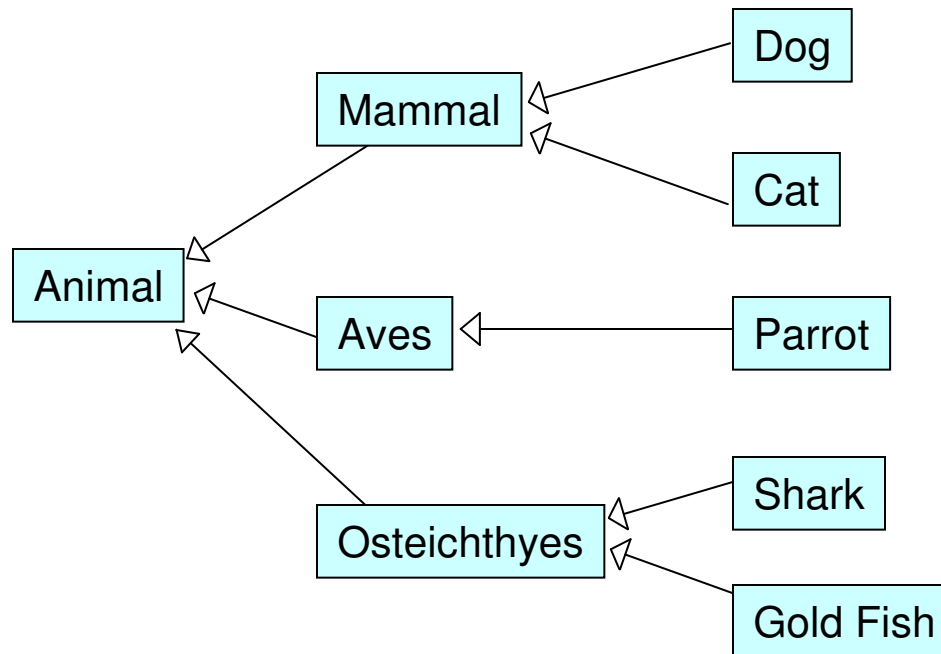 Dog
Mammal
Cat
Animal
Aves
Parrot
Shark
Osteichthyes
Gold Fish